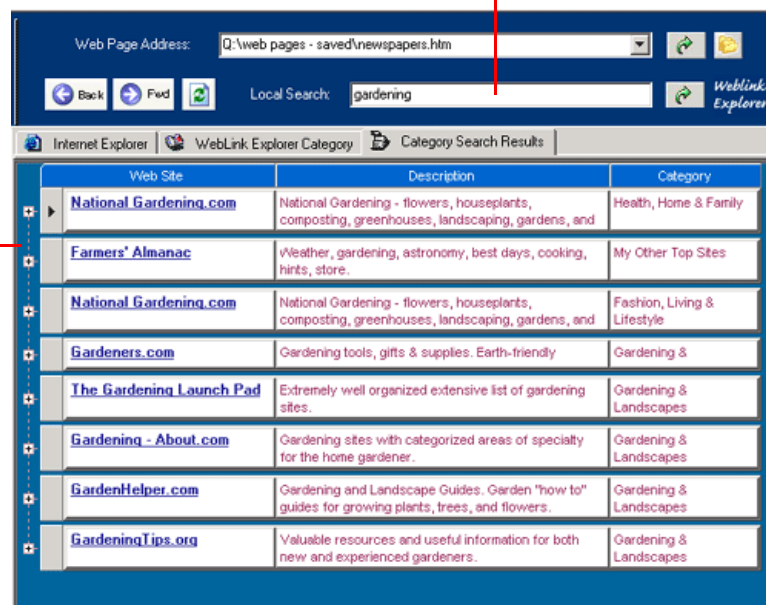 Web Page Address: Q:\web pages - saved\newspapers.htm
Back Fwd Local Search: gardening Weblink
Explorer
Internet Explorer WebLink Explorer Category Category Search Results
Web Site Description Category
National Gardening.com National Gardening - flowers, houseplants, Health, Home & Family
composting, greenhouses, landscaping, gardens, and
Farmers' Almanac Weather, gardening, astronomy, best days, cooking, My Other Top Sites
hints, store.
National Gardening.com National Gardening - flowers, houseplants, Fashion, Living &
composting, greenhouses, landscaping, gardens, and Lifestyle
Gardeners.com Gardening tools, gifts & supplies. Earth-friendly Gardening &
The Gardening Launch Pad Extremely well organized extensive list of gardening Gardening &
sites. Landscapes
Gardening - About.com Gardening sites with categorized areas of specialty Gardening &
for the home gardener. Landscapes
GardenHelper.com Gardening and Landscape Guides. Garden "how to" Gardening &
guides for growing plants, trees, and flowers. Landscapes
GardeningTips.org Valuable resources and useful information for both Gardening &
new and experienced gardeners. Landscapes